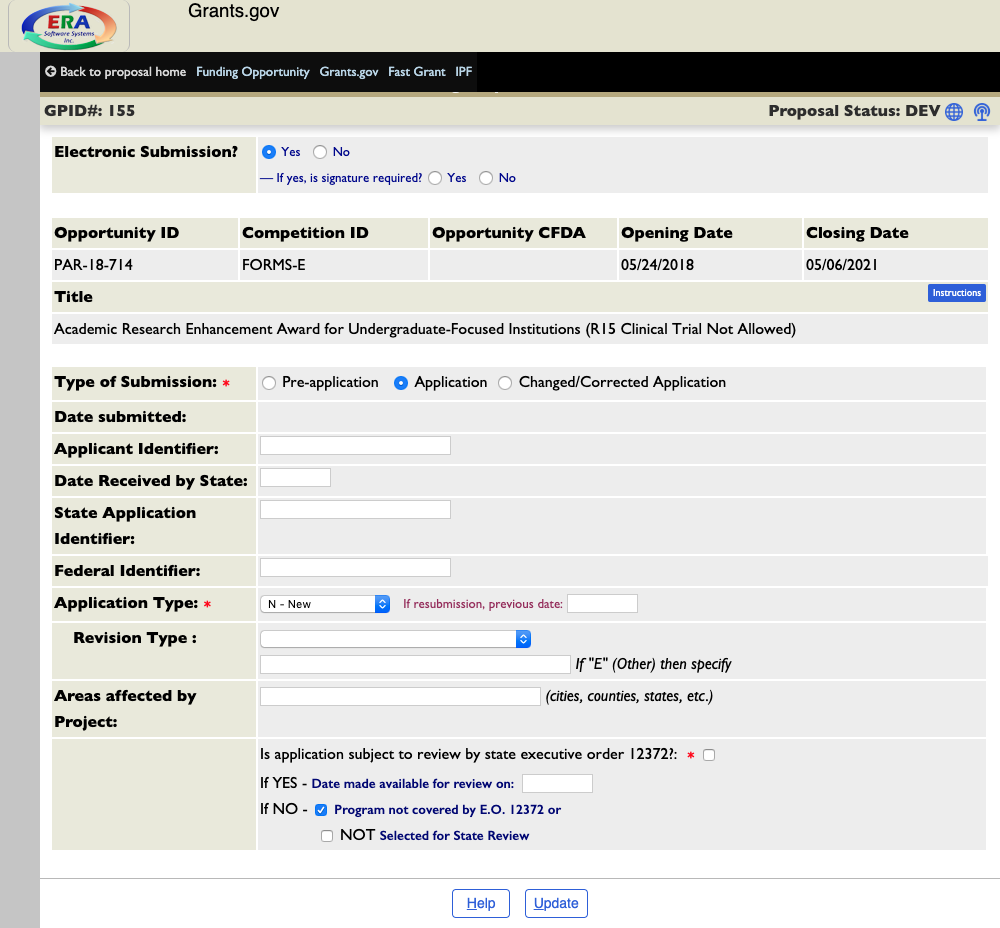 ERA
Software Systems
Inc.
Grants.gov
Back to proposal home Funding Opportunity Grants.gov Fast Grant IPF
GPID#: 155 Proposal Status: DEV
Electronic Submission? Yes No
— If yes, is signature required? Yes No
Opportunity ID Competition ID Opportunity CFDA Opening Date Closing Date
PAR-18-714 FORMS-E 05/24/2018 05/06/2021
Title Instructions
Academic Research Enhancement Award for Undergraduate-Focused Institutions (R15 Clinical Trial Not Allowed)
Type of Submission: * Pre-application Application Changed/Corrected Application
Date submitted:
Applicant Identifier:
Date Received by State:
State Application
Identifier:
Federal Identifier:
Application Type: * N - New If resubmission, previous date:
Revision Type :
If "E" (Other) then specify
Areas affected by (cities, counties, states, etc.)
Project:
Is application subject to review by state executive order 12372?: *
If YES - Date made available for review on:
If NO - Program not covered by E.O. 12372 or
NOT Selected for State Review
Help Update